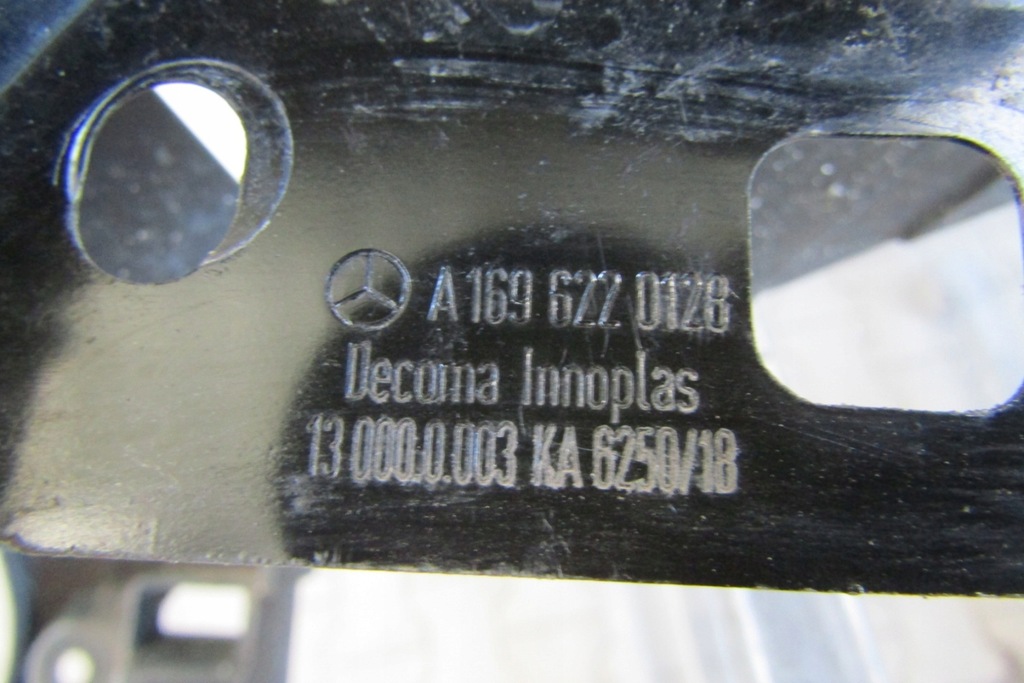 A 169 622 0128
Decoma Innoplas
13 000.0.003 KA 6250/18